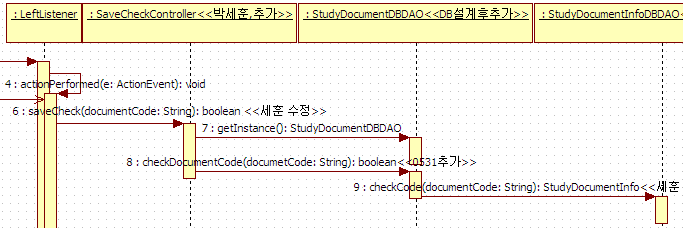 : LeftListener
: SaveCheckController<<박세훈,추가>>
: StudyDocumentDBDAO<<DB설계후추가>>
: StudyDocumentInfoDBDAO
4 : actionPerformed(e: ActionEvent): void
6 : saveCheck(documentCode: String): boolean <<세훈 수정>>
7 : getInstance(): StudyDocumentDBDAO
8 : checkDocumentCode(documetCode: String): boolean<<0531추가>>
9 : checkCode(documentCode: String): StudyDocumentInfo<<세훈